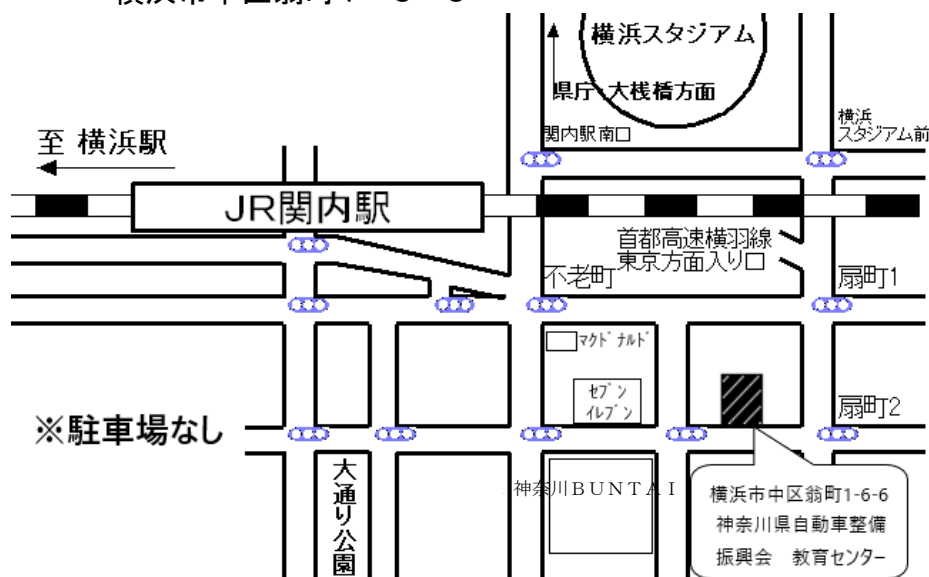 横浜スタジアム
県庁・大桟橋方面
関内駅南口
横浜
スタジアム前
至 横浜駅
JR関内駅
首都高速横羽線
東京方面入り口
不老町
扇町1
マクドナルド
セブン
イレブン
扇町2
※駐車場なし
大通り公園
神奈川BUNTAI
横浜市中区翁町1-6-6
神奈川県自動車整備
振興会　教育センター